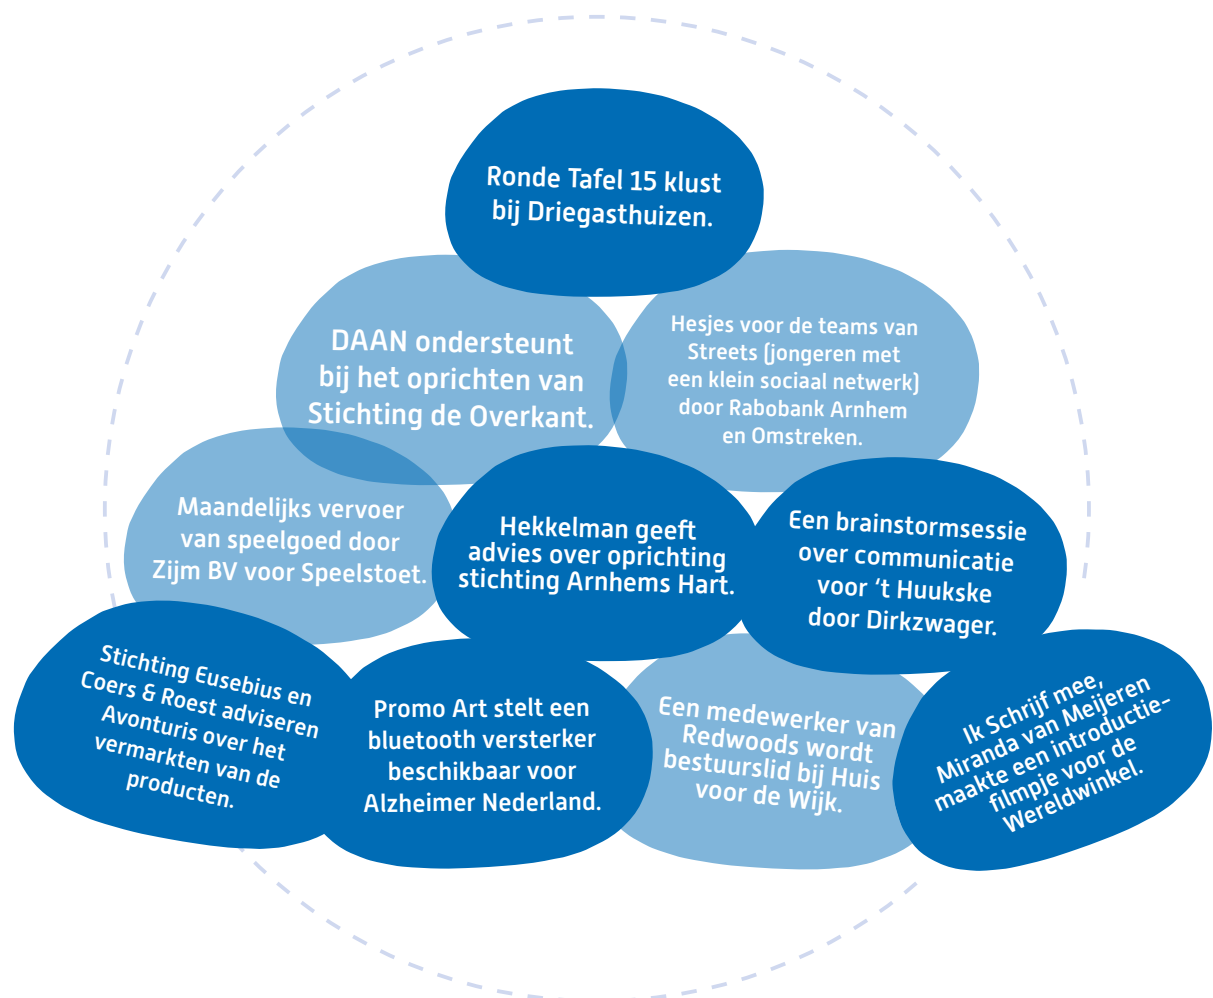 Ronde Tafel 15 klust
bij Driegasthuizen.
DAAN ondersteunt
bij het oprichten van
Stichting de Overkant.
Hesjes voor de teams van
Streets (jongeren met
een klein sociaal netwerk)
door Rabobank Arnhem
en Omstreken.
Maandelijks vervoer
van speelgoed door
Zijm BV voor Speelstoet.
Hekkelman geeft
advies over oprichting
stichting Arnhems Hart.
Een brainstormsessie
over communicatie
voor ‘t Huukske
door Dirkzwager.
Stichting Eusebius en
Coers & Roest adviseren
Avonturis over het
vermarkten van de
producten.
Promo Art stelt een
bluetooth versterker
beschikbaar voor
Alzheimer Nederland.
Een medewerker van
Redwoods wordt
bestuurslid bij Huis
voor de Wijk.
Ik Schrijf mee,
Miranda van Meijeren
maakte een introductie-
filmpje voor de
Wereldwinkel.